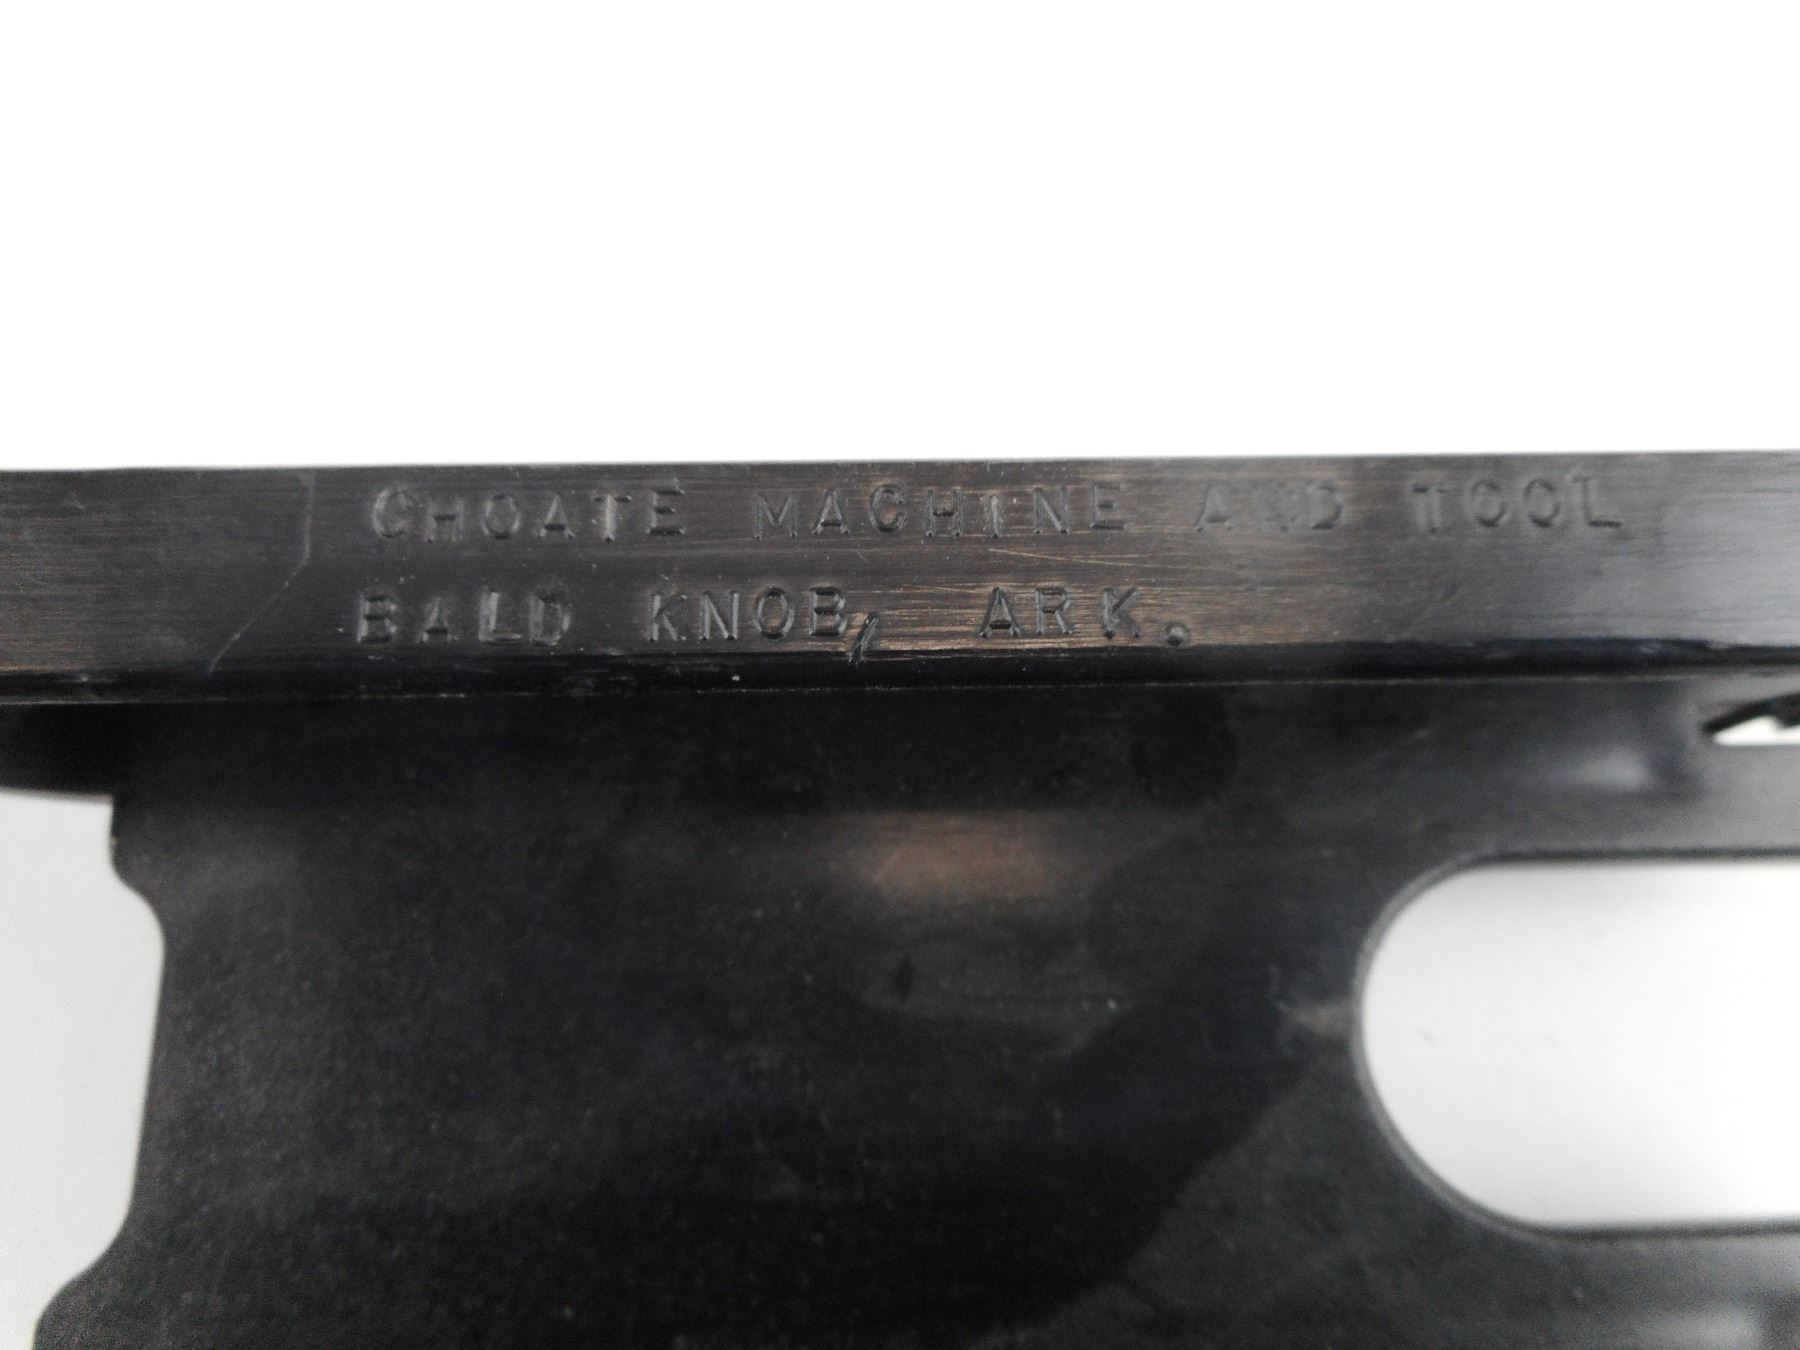 CHOATE MACHINE AND TOOL
BALD KNOB, ARK.